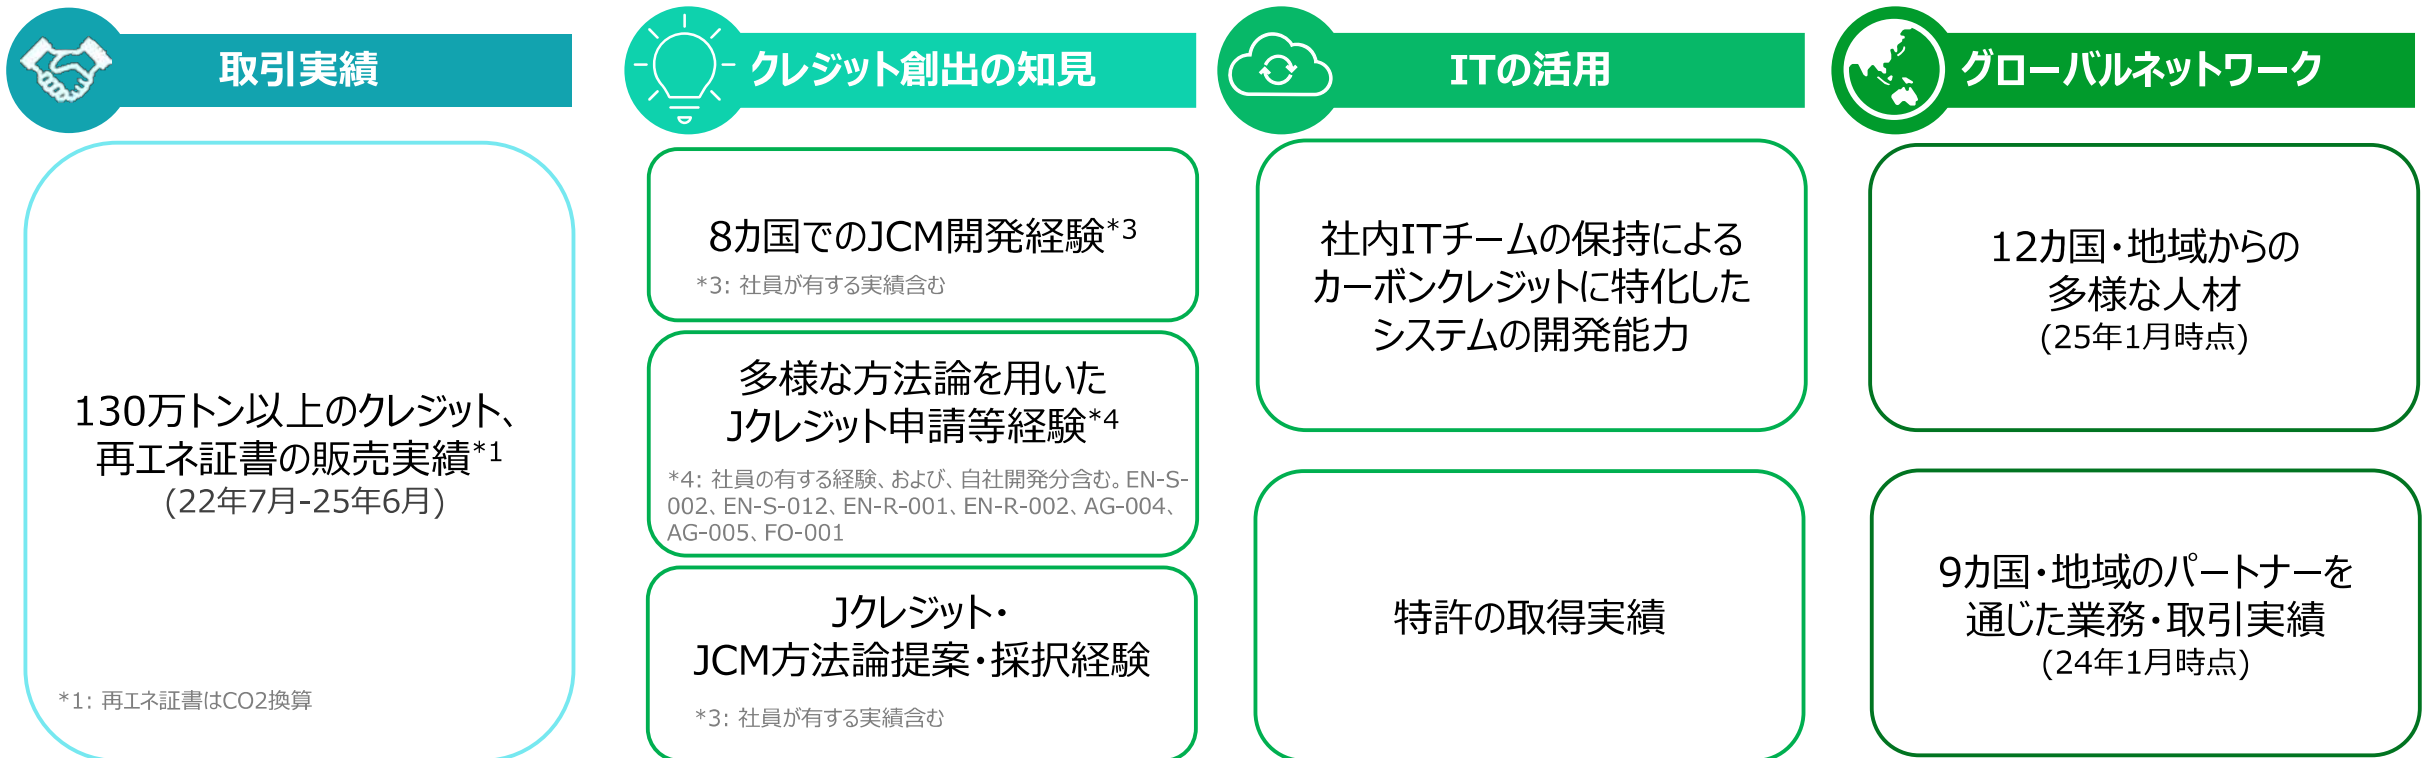 取引実績
130万トン以上のクレジット、
再エネ証書の販売実績*1
(22年7月-25年6月)
*1: 再エネ証書はCO2換算
クレジット創出の知見
8カ国でのJCM開発経験*3
*3: 社員が有する実績含む
多様な方法論を用いた
Jクレジット申請等経験*4
*4: 社員の有する経験、および、自社開発分含む。EN-S-
002、EN-S-012、EN-R-001、EN-R-002、AG-004、
AG-005、FO-001
Jクレジット・
JCM方法論提案・採択経験
*3: 社員が有する実績含む
ITの活用
社内ITチームの保持による
カーボンクレジットに特化した
システムの開発能力
特許の取得実績
グローバルネットワーク
12カ国・地域からの
多様な人材
(25年1月時点)
9カ国・地域のパートナーを
通じた業務・取引実績
(24年1月時点)